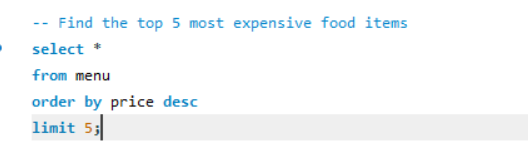 -- Find the top 5 most expensive food items
select *
from menu
order by price desc
limit 5;